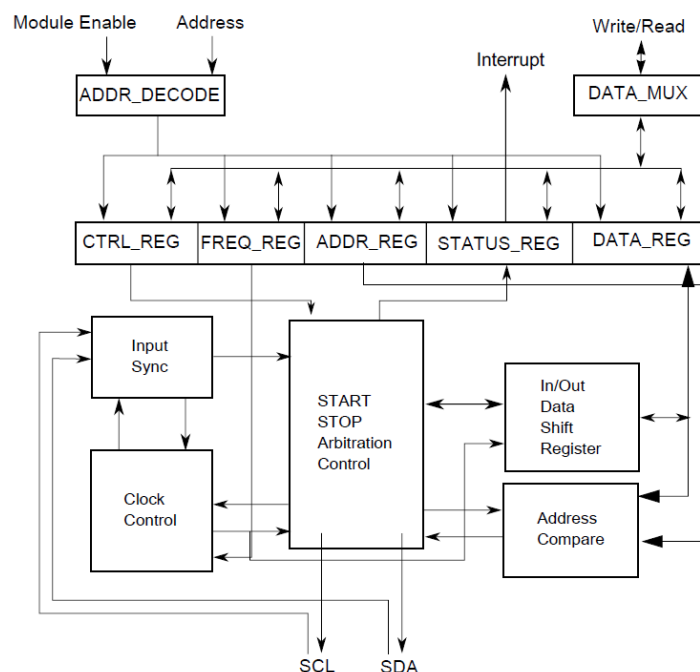 Module Enable
Address
Write/Read
Interrupt
ADDR_DECODE
DATA_MUX
CTRL_REG
FREQ_REG
ADDR_REG
STATUS_REG
DATA_REG
Input
Sync
START
STOP
Arbitration
Control
In/Out
Data
Shift
Register
Clock
Control
Address
Compare
SCL
SDA